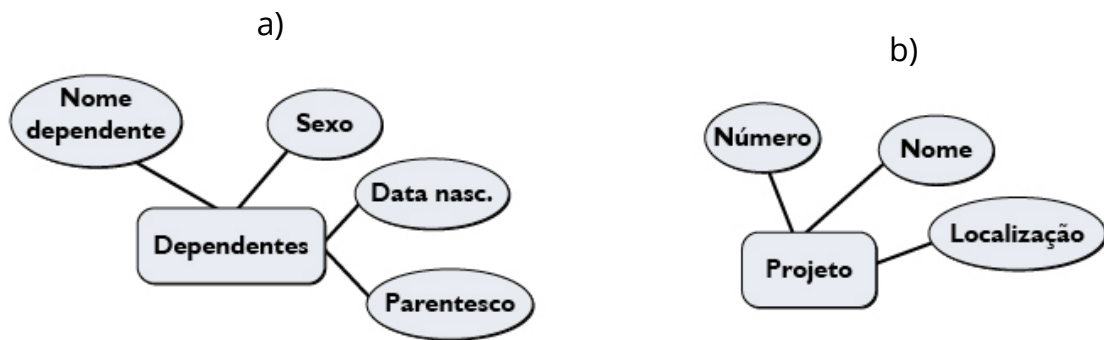 a)
Nome
dependente
Sexo
Data nasc.
Dependentes
Parentesco
b)
Número
Nome
Localização
Projeto